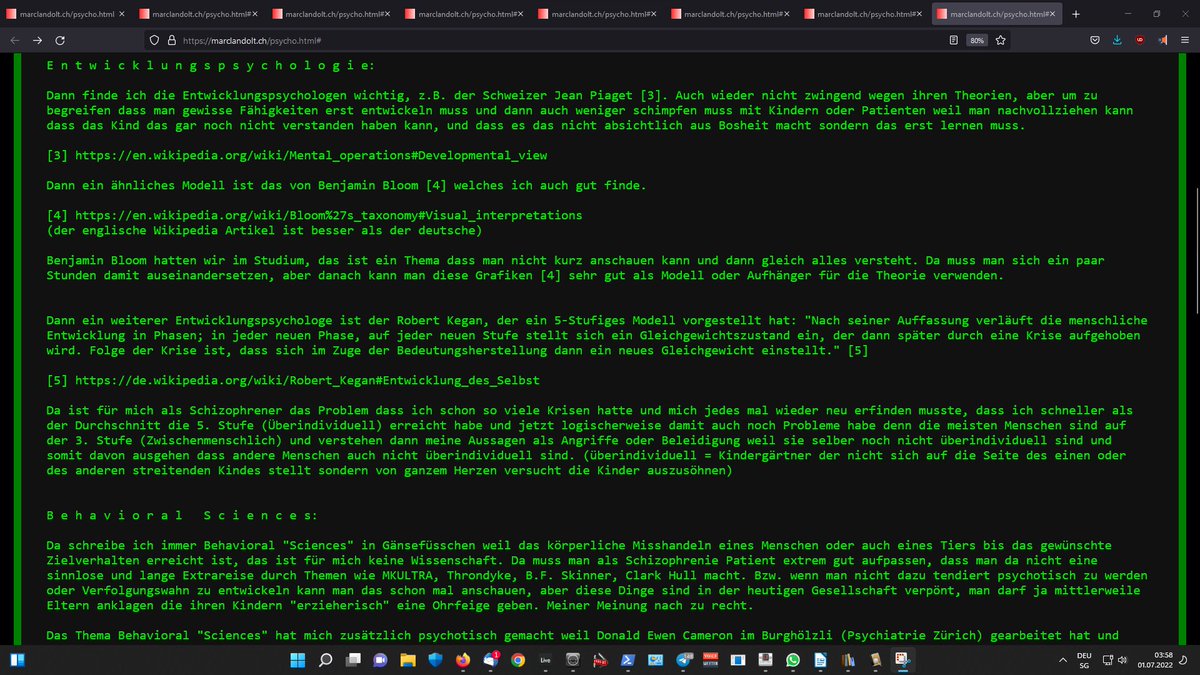 marclandolt.ch/psycho.html
marclandolt.ch/psycho.html#
marclandolt.ch/psycho.html#
marclandolt.ch/psycho.html#
marclandolt.ch/psycho.html#
marclandolt.ch/psycho.html#
marclandolt.ch/psycho.html#
marclandolt.ch/psycho.html#
https://marclandolt.ch/psycho.html#
80%
E n t w i c k l u n g s p s y c h o l o g i e:
Dann finde ich die Entwicklungspsychologen wichtig, z.B. der Schweizer Jean Piaget [3]. Auch wieder nicht zwingend wegen ihren Theorien, aber um zu
begreifen dass man gewisse Fähigkeiten erst entwickeln muss und dann auch weniger schimpfen muss mit Kindern oder Patienten weil man nachvollziehen kann
dass das Kind das gar noch nicht verstanden haben kann, und dass es das nicht absichtlich aus Bosheit macht sondern das erst lernen muss.
[3] https://en.wikipedia.org/wiki/Mental_operations#Developmental_view
Dann ein ähnliches Modell ist das von Benjamin Bloom [4] welches ich auch gut finde.
[4] https://en.wikipedia.org/wiki/Bloom%27s_taxonomy#Visual_interpretations
(der englische Wikipedia Artikel ist besser als der deutsche)
Benjamin Bloom hatten wir im Studium, das ist ein Thema dass man nicht kurz anschauen kann und dann gleich alles versteht. Da muss man sich ein paar
Stunden damit auseinandersetzen, aber danach kann man diese Grafiken [4] sehr gut als Modell oder Aufhänger für die Theorie verwenden.
Dann ein weiterer Entwicklungspsychologe ist der Robert Kegan, der ein 5-Stufiges Modell vorgestellt hat: "Nach seiner Auffassung verläuft die menschliche
Entwicklung in Phasen; in jeder neuen Phase, auf jeder neuen Stufe stellt sich ein Gleichgewichtszustand ein, der dann später durch eine Krise aufgehoben
wird. Folge der Krise ist, dass sich im Zuge der Bedeutungsherstellung dann ein neues Gleichgewicht einstellt." [5]
[5] https://de.wikipedia.org/wiki/Robert_Kegan#Entwicklung_des_Selbst
Da ist für mich als Schizophrener das Problem dass ich schon so viele Krisen hatte und mich jedes mal wieder neu erfinden musste, dass ich schneller als
der Durchschnitt die 5. Stufe (Überindividuell) erreicht habe und jetzt logischerweise damit auch noch Probleme habe denn die meisten Menschen sind auf
der 3. Stufe (Zwischenmenschlich) und verstehen dann meine Aussagen als Angriffe oder Beleidigung weil sie selber noch nicht überindividuell sind und
somit davon ausgehen dass andere Menschen auch nicht überindividuell sind. (überindividuell = Kindergärtner der nicht sich auf die Seite des einen oder
des anderen streitenden Kindes stellt sondern von ganzem Herzen versucht die Kinder auszusöhnen)
B e h a v i o r a l  S c i e n c e s:
Da schreibe ich immer Behavioral "Sciences" in Gänsefüsschen weil das körperliche Misshandeln eines Menschen oder auch eines Tiers bis das gewünschte
Zielverhalten erreicht ist, das ist für mich keine Wissenschaft. Da muss man als Schizophrenie Patient extrem gut aufpassen, dass man da nicht eine
sinnlose und lange Extrareise durch Themen wie MKULTRA, Throndyke, B.F. Skinner, Clark Hull macht. Bzw. wenn man nicht dazu tendiert psychotisch zu werden
oder Verfolgungswahn zu entwickeln kann man das schon mal anschauen, aber diese Dinge sind in der heutigen Gesellschaft verpönt, man darf ja mittlerweile
Eltern anklagen die ihren Kindern "erzieherisch" eine Ohrfeige geben. Meiner Meinung nach zu recht.
Das Thema Behavioral "Sciences" hat mich zusätzlich psychotisch gemacht weil Donald Ewen Cameron im Burghölzli (Psychiatrie Zürich) gearbeitet hat und
1
Live
DEU
SG
03:58
01.07.2022